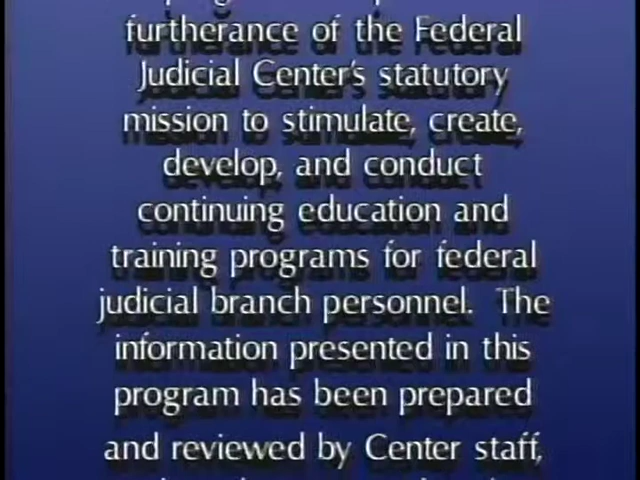 furtherance of the Federal
Judicial Center's statutory
mission to stimulate, create,
develop, and conduct
continuing education and
training programs for federal
judicial branch personnel. The
information presented in this
program has been prepared
and reviewed by Center staff,